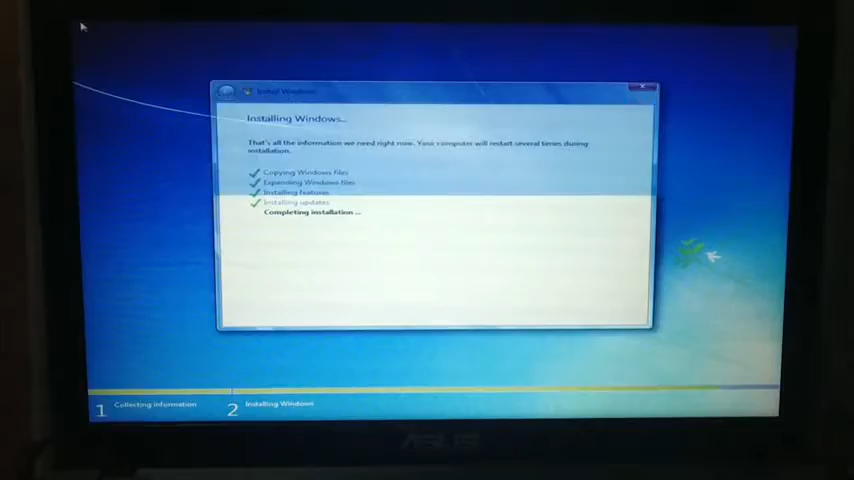 Install Windows
Installing Windows...
That's all the information we need right now. Your computer will restart several times during
installation.
Copying Windows files
Expanding Windows files
Installing features
Installing updates
Completing installation ...
1 Collecting information
2 Installing Windows
ASUS